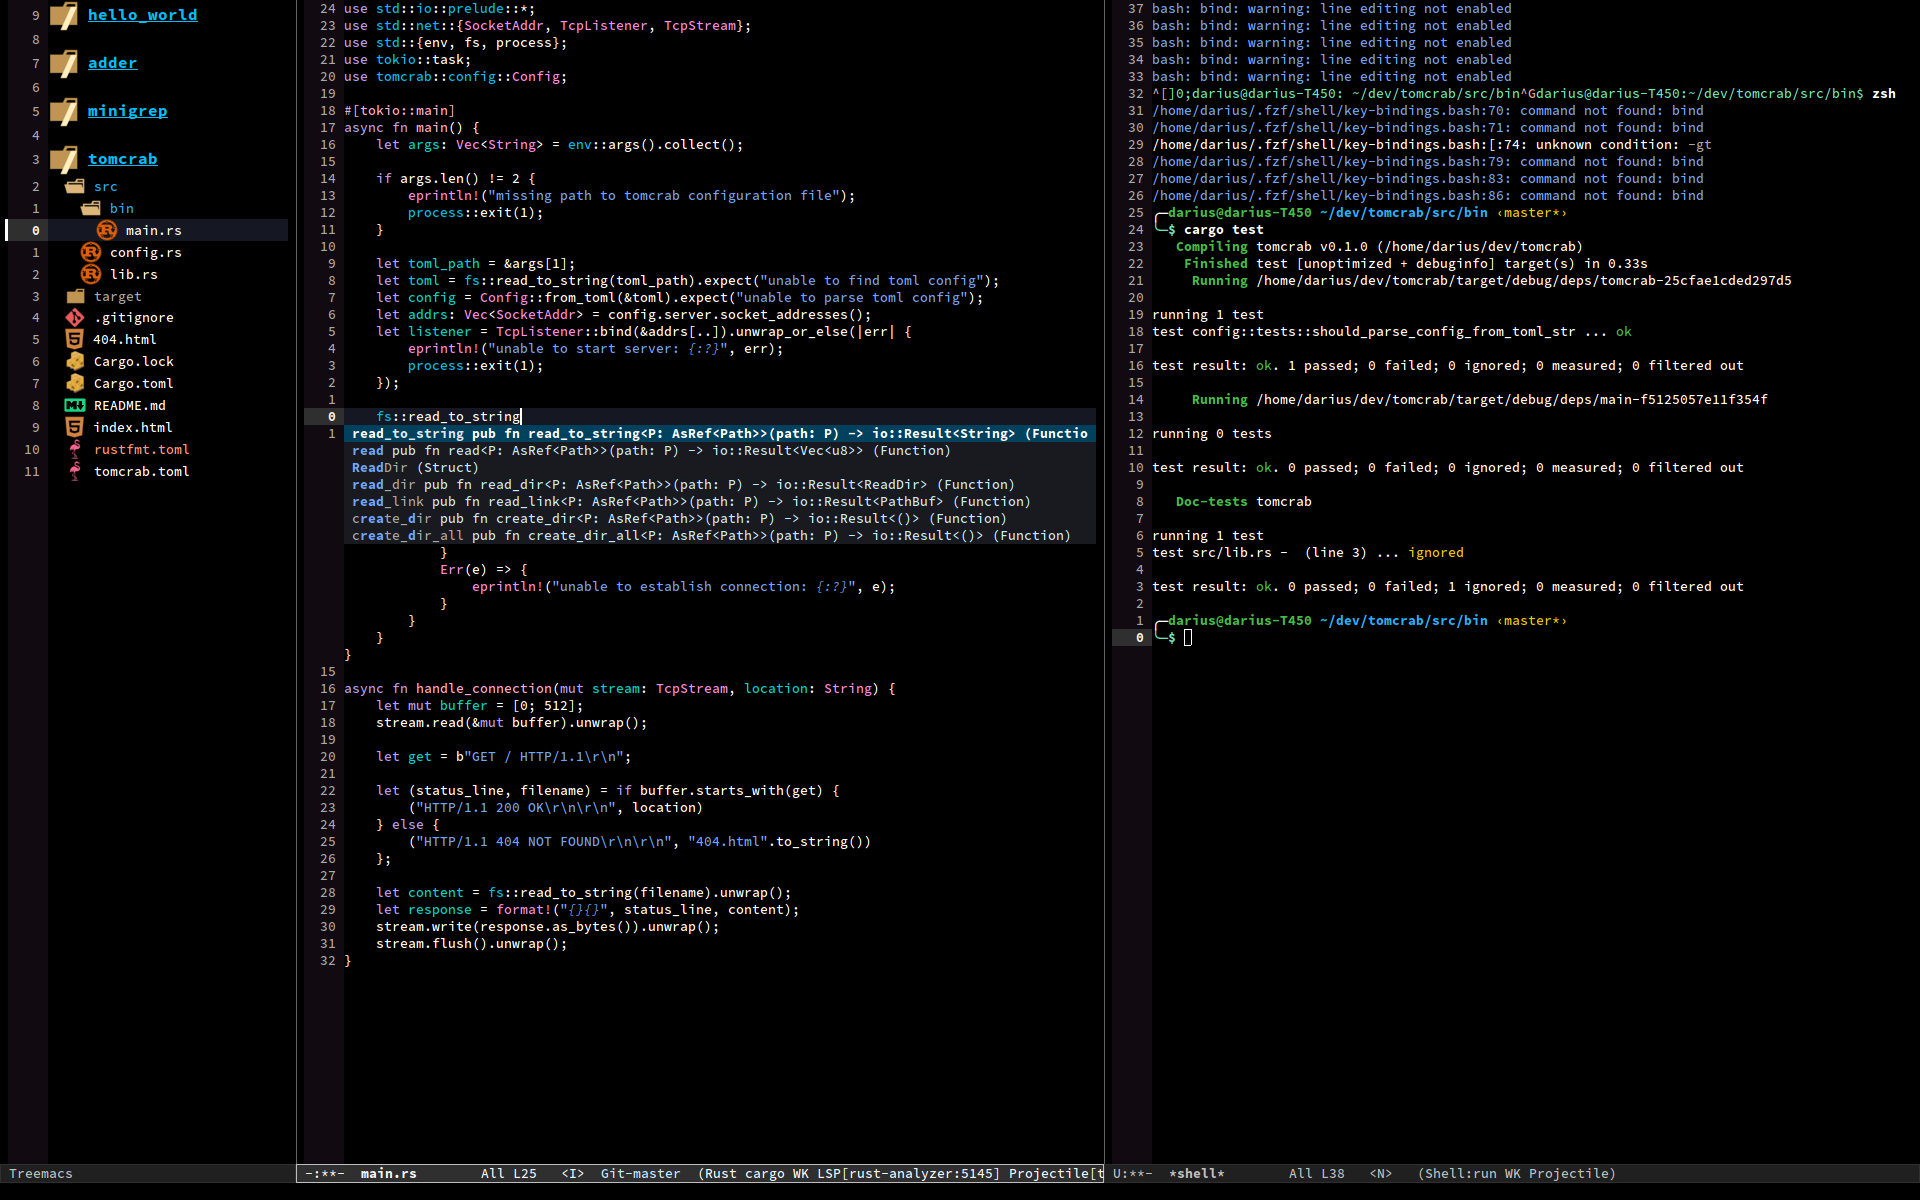 9 hello_world
8
7 adder
6
5 minigrep
4
3 tomcrab
2 src
1 bin
0 main.rs
1 config.rs
2 lib.rs
3 target
4 .gitignore
5 404.html
6 Cargo.lock
7 Cargo.toml
8 README.md
9 index.html
10 rustfmt.toml
11 tomcrab.toml
Treemacs
24 use std::io::prelude::*;
23 use std::net::{SocketAddr, TcpListener, TcpStream};
22 use std::{env, fs, process};
21 use tokio::task;
20 use tomcrab::config::Config;
19
18 #[tokio::main]
17 async fn main() {
16     let args: Vec<String> = env::args().collect();
15
14     if args.len() != 2 {
13         eprintln!("missing path to tomcrab configuration file");
12         process::exit(1);
11     }
10
9     let toml_path = &args[1];
8     let toml = fs::read_to_string(toml_path).expect("unable to find toml config");
7     let config = Config::from_toml(&toml).expect("unable to parse toml config");
6     let addrs: Vec<SocketAddr> = config.server.socket_addresses();
5     let listener = TcpListener::bind(&addrs[..]).unwrap_or_else(|err| {
4         eprintln!("unable to start server: {:?}", err);
3         process::exit(1);
2     });
1
0     fs::read_to_string
1 read_to_string pub fn read_to_string<P: AsRef<Path>>(path: P) -> io::Result<String> (Functio
read pub fn read<P: AsRef<Path>>(path: P) -> io::Result<Vec<u8>> (Function)
ReadDir (Struct)
read_dir pub fn read_dir<P: AsRef<Path>>(path: P) -> io::Result<ReadDir> (Function)
read_link pub fn read_link<P: AsRef<Path>>(path: P) -> io::Result<PathBuf> (Function)
create_dir pub fn create_dir<P: AsRef<Path>>(path: P) -> io::Result<()> (Function)
create_dir_all pub fn create_dir_all<P: AsRef<Path>>(path: P) -> io::Result<()> (Function)
            }
            Err(e) => {
                eprintln!("unable to establish connection: {:?}", e);
            }
        }
    }
}
15
16 async fn handle_connection(mut stream: TcpStream, location: String) {
17     let mut buffer = [0; 512];
18     stream.read(&mut buffer).unwrap();
19
20     let get = b"GET / HTTP/1.1\r\n";
21
22     let (status_line, filename) = if buffer.starts_with(get) {
23         ("HTTP/1.1 200 OK\r\n\r\n", location)
24     } else {
25         ("HTTP/1.1 404 NOT FOUND\r\n\r\n", "404.html".to_string())
26     };
27
28     let content = fs::read_to_string(filename).unwrap();
29     let response = format!("{}{}", status_line, content);
30     stream.write(response.as_bytes()).unwrap();
31     stream.flush().unwrap();
32 }
-:**-  main.rs        All L25   <I>  Git-master  (Rust cargo WK LSP[rust-analyzer:5145] Projectile[t
37 bash: bind: warning: line editing not enabled
36 bash: bind: warning: line editing not enabled
35 bash: bind: warning: line editing not enabled
34 bash: bind: warning: line editing not enabled
33 bash: bind: warning: line editing not enabled
32 ^[]0;darius@darius-T450: ~/dev/tomcrab/src/bin^Gdarius@darius-T450:~/dev/tomcrab/src/bin$ zsh
31 /home/darius/.fzf/shell/key-bindings.bash:70: command not found: bind
30 /home/darius/.fzf/shell/key-bindings.bash:71: command not found: bind
29 /home/darius/.fzf/shell/key-bindings.bash:[:74: unknown condition: -gt
28 /home/darius/.fzf/shell/key-bindings.bash:79: command not found: bind
27 /home/darius/.fzf/shell/key-bindings.bash:83: command not found: bind
26 /home/darius/.fzf/shell/key-bindings.bash:86: command not found: bind
25 ╭─darius@darius-T450 ~/dev/tomcrab/src/bin ‹master*›
24 ╰─$ cargo test
23    Compiling tomcrab v0.1.0 (/home/darius/dev/tomcrab)
22     Finished test [unoptimized + debuginfo] target(s) in 0.33s
21      Running /home/darius/dev/tomcrab/target/debug/deps/tomcrab-25cfae1cded297d5
20
19 running 1 test
18 test config::tests::should_parse_config_from_toml_str ... ok
17
16 test result: ok. 1 passed; 0 failed; 0 ignored; 0 measured; 0 filtered out
15
14      Running /home/darius/dev/tomcrab/target/debug/deps/main-f5125057e11f354f
13
12 running 0 tests
11
10 test result: ok. 0 passed; 0 failed; 0 ignored; 0 measured; 0 filtered out
9
8    Doc-tests tomcrab
7
6 running 1 test
5 test src/lib.rs -  (line 3) ... ignored
4
3 test result: ok. 0 passed; 0 failed; 1 ignored; 0 measured; 0 filtered out
2
1 ╭─darius@darius-T450 ~/dev/tomcrab/src/bin ‹master*›
0 ╰─$
U:**-  *shell*        All L38   <N>   (Shell:run WK Projectile)